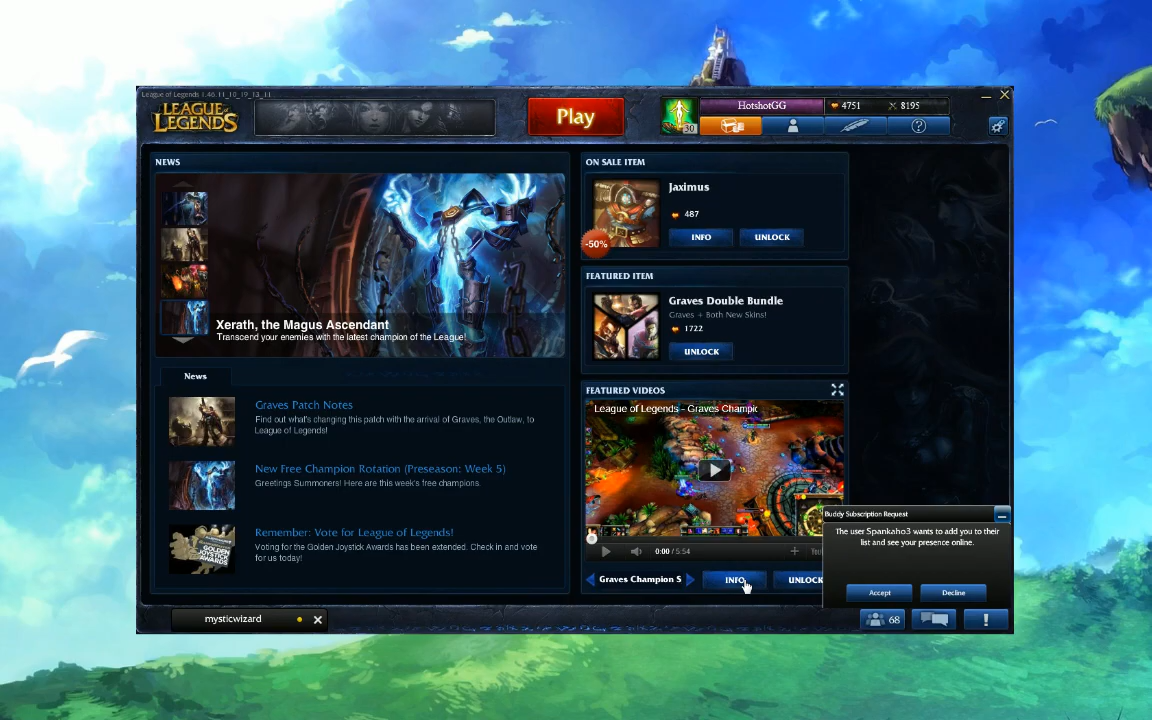 League of Legends 1.46.11_10_19_13_11
LEAGUE of LEGENDS
Play
HotshotGG
4751
8195
30
NEWS
Xerath, the Magus Ascendant
Transcend your enemies with the latest champion of the League!
News
Graves Patch Notes
Find out what's changing this patch with the arrival of Graves, the Outlaw, to
League of Legends!
New Free Champion Rotation (Preseason: Week 5)
Greetings Summoners! Here are this week's free champions.
GOLDEN
JOYSTICK
AWARDS
Remember: Vote for League of Legends!
Voting for the Golden Joystick Awards has been extended. Check in and vote
for us today!
ON SALE ITEM
Jaximus
487
-50%
INFO
UNLOCK
FEATURED ITEM
Graves Double Bundle
Graves + Both New Skins!
1722
UNLOCK
FEATURED VIDEOS
League of Legends - Graves Champic
0:00 / 5:54
You
Graves Champion S
INFO
UNLOCK
Buddy Subscription Request
The user Spankaho3 wants to add you to their
list and see your presence online.
Accept
Decline
mysticwizard
68
!